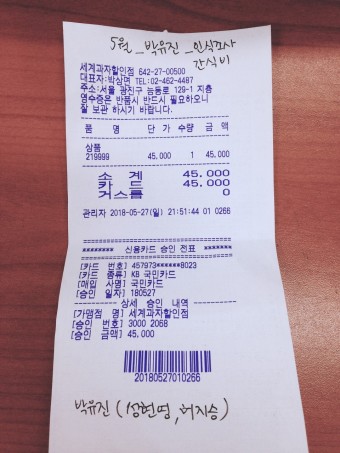 5월 _ 박유진 _ 인식조사
간식비
세계과자할인점 642-27-00500
대표자:박상면 TEL:02-462-4487
주소:서울 광진구 능동로 129-1 지층
영수증은 반품시 반드시 필요하오니
잘 보관 하시기 바랍니다.
품 명 단 가 수량 금 액
상품
219999 45,000 1 45,000
소 계 45,000
카 드 45,000
거스름 0
관리자 2018-05-27(일) 21:51:44 01 0266
******* 신용카드 승인 전표 *******
[카드 번호] 457973******8023
[카드 종류] KB 국민카드
[매입 사명] 국민카드
[승인 일자] 180527
---------- 상세 승인 내역 ----------
[가맹점 명] 세계과자할인점
[승인 번호] 3000 2068
[승인 금액] 45,000
20180527010266
박유진 (성현명, 허지승)